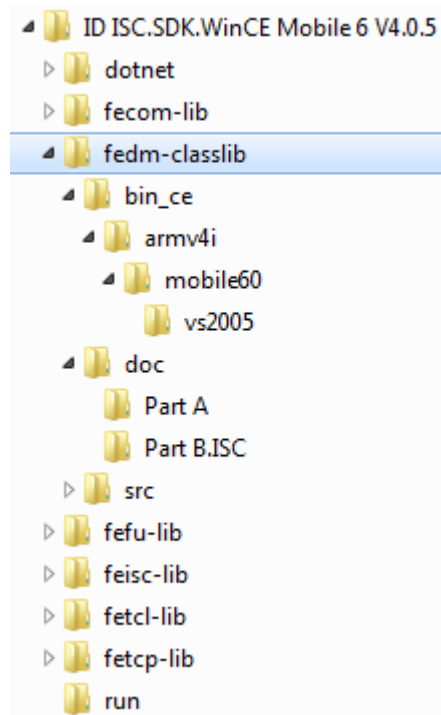 ID ISC.SDK.WinCE Mobile 6 V4.0.5
dotnet
fecom-lib
fedm-classlib
bin_ce
armv4i
mobile60
vs2005
doc
Part A
Part B.ISC
src
fefu-lib
feisc-lib
fetcl-lib
fetcp-lib
run